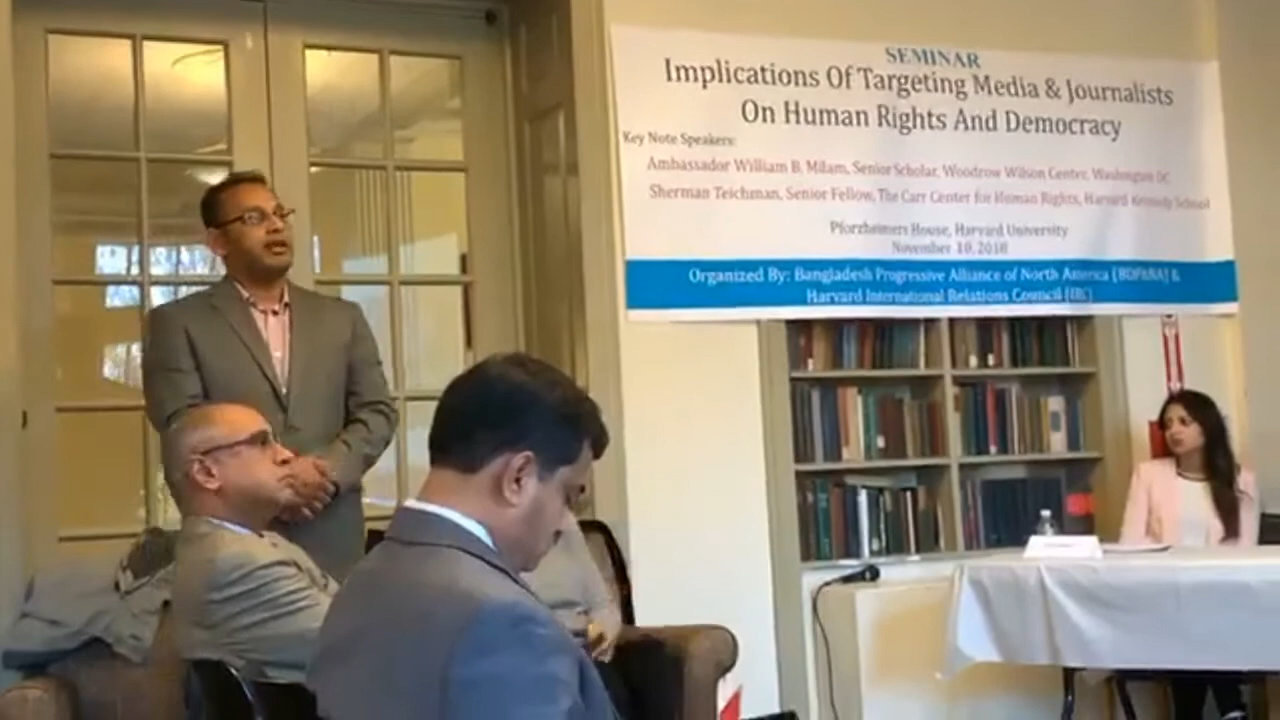 SEMINAR
Implications Of Targeting Media & Journalists
On Human Rights And Democracy
Key Note Speakers:
Ambassador William B. Milam, Senior Scholar, Woodrow Wilson Center, Washington DC
Sherman Teichman, Senior Fellow, The Carr Center for Human Rights, Harvard Kennedy School
Pforzheimers House, Harvard University
November 10, 2018
Organized By: Bangladesh Progressive Alliance of North America (BDPANA) &
Harvard International Relations Council (IRC)